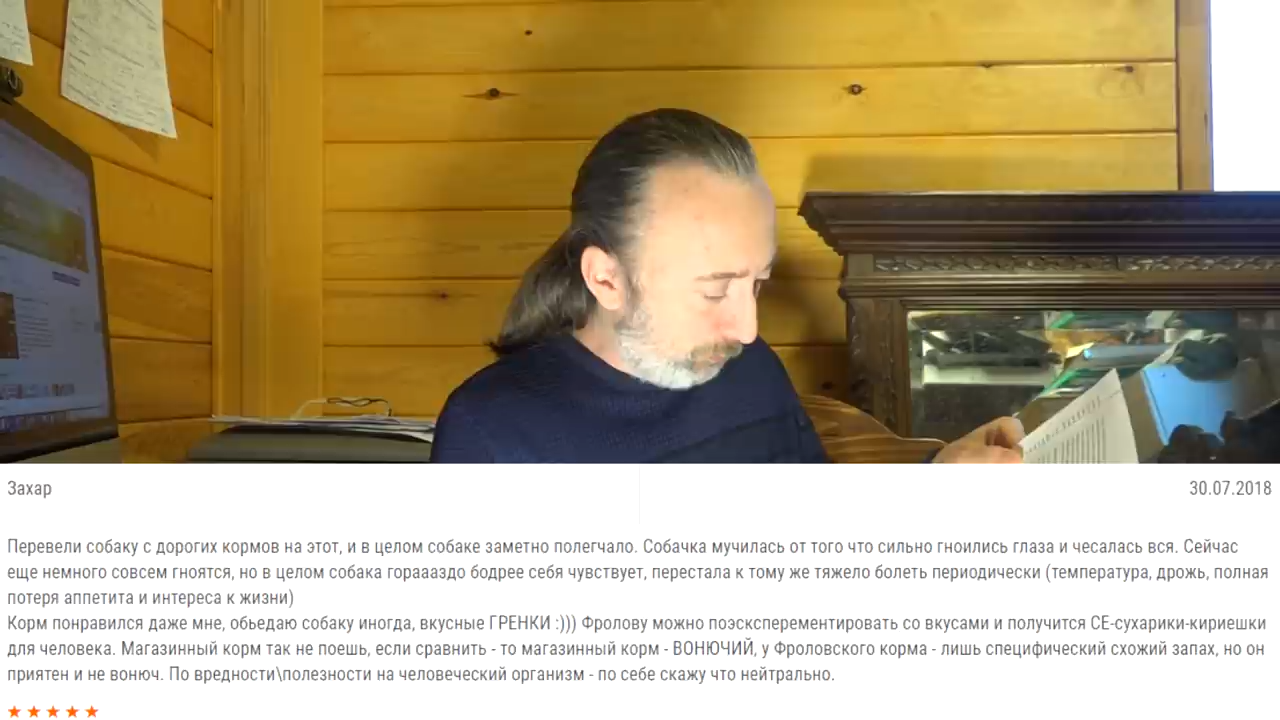 Захар
30.07.2018
Перевели собаку с дорогих кормов на этот, и в целом собаке заметно полегчало. Собачка мучилась от того что сильно гноились глаза и чесалась вся. Сейчас
еще немного совсем гноятся, но в целом собака гораааздо бодрее себя чувствует, перестала к тому же тяжело болеть периодически (температура, дрожь, полная
потеря аппетита и интереса к жизни)
Корм понравился даже мне, обьедаю собаку иногда, вкусные ГРЕНКИ :))) Фролову можно поэксперементировать со вкусами и получится СЕ-сухарики-кириешки
для человека. Магазинный корм так не поешь, если сравнить - то магазинный корм - ВОНЮЧИЙ, у Фроловского корма - лишь специфический схожий запах, но он
приятен и не вонюч. По вредности\полезности на человеческий организм - по себе скажу что нейтрально.